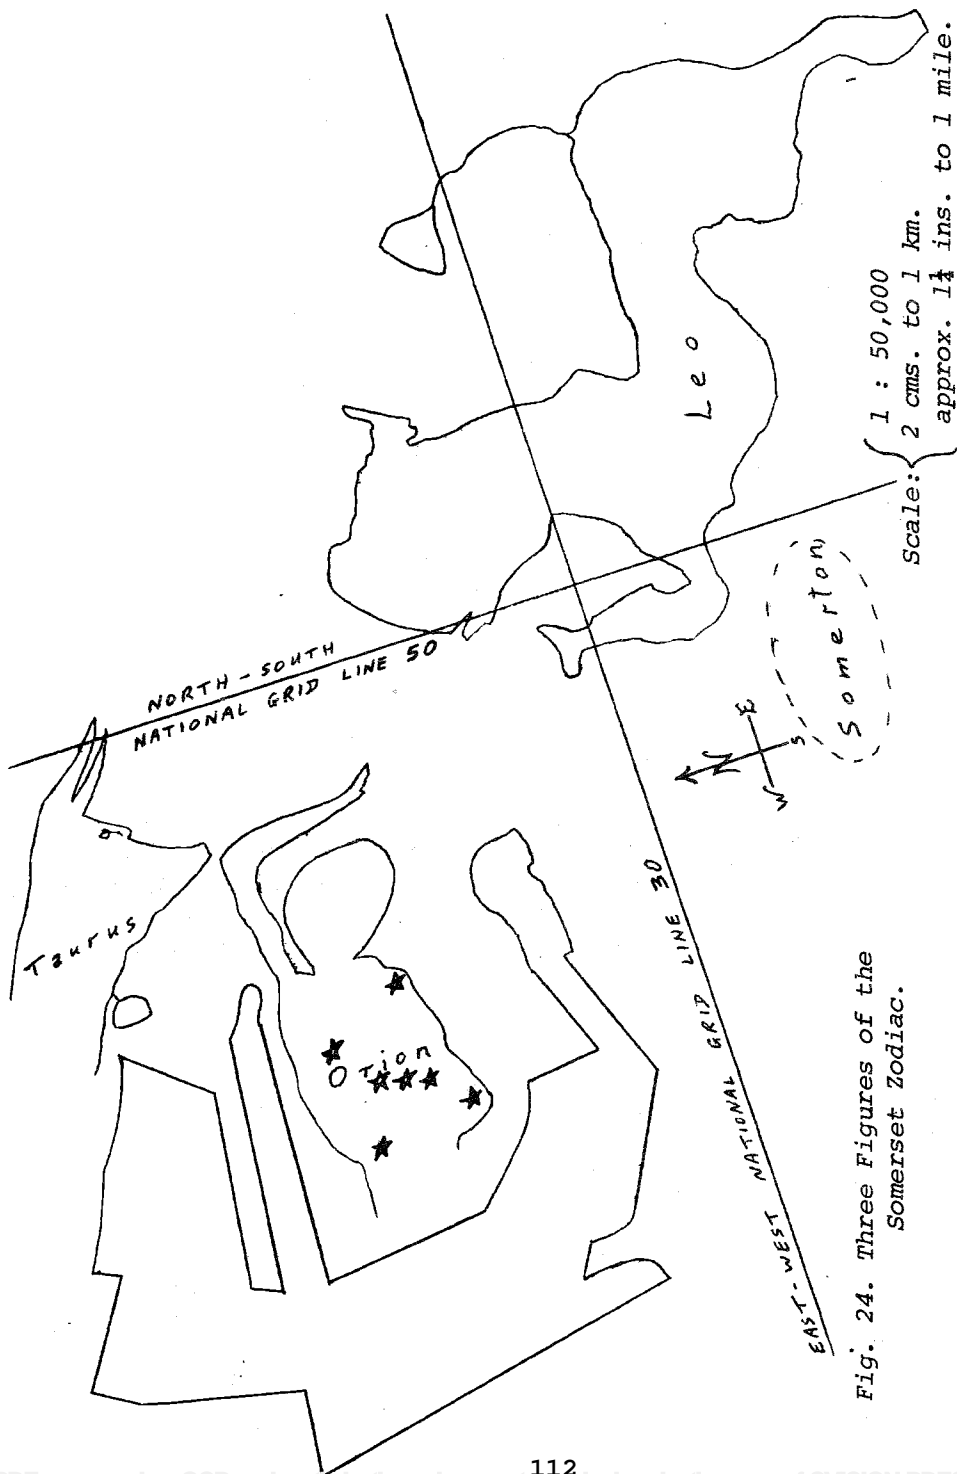 Taurus
NORTH-SOUTH
NATIONAL GRID LINE 50
Orion
Leo
EAST-WEST NATIONAL GRID LINE 30
N
E
S
W
Somerton
Scale: { 1 : 50,000
2 cms. to 1 km.
approx. 1¼ ins. to 1 mile.
Fig. 24. Three Figures of the
Somerset Zodiac.
112